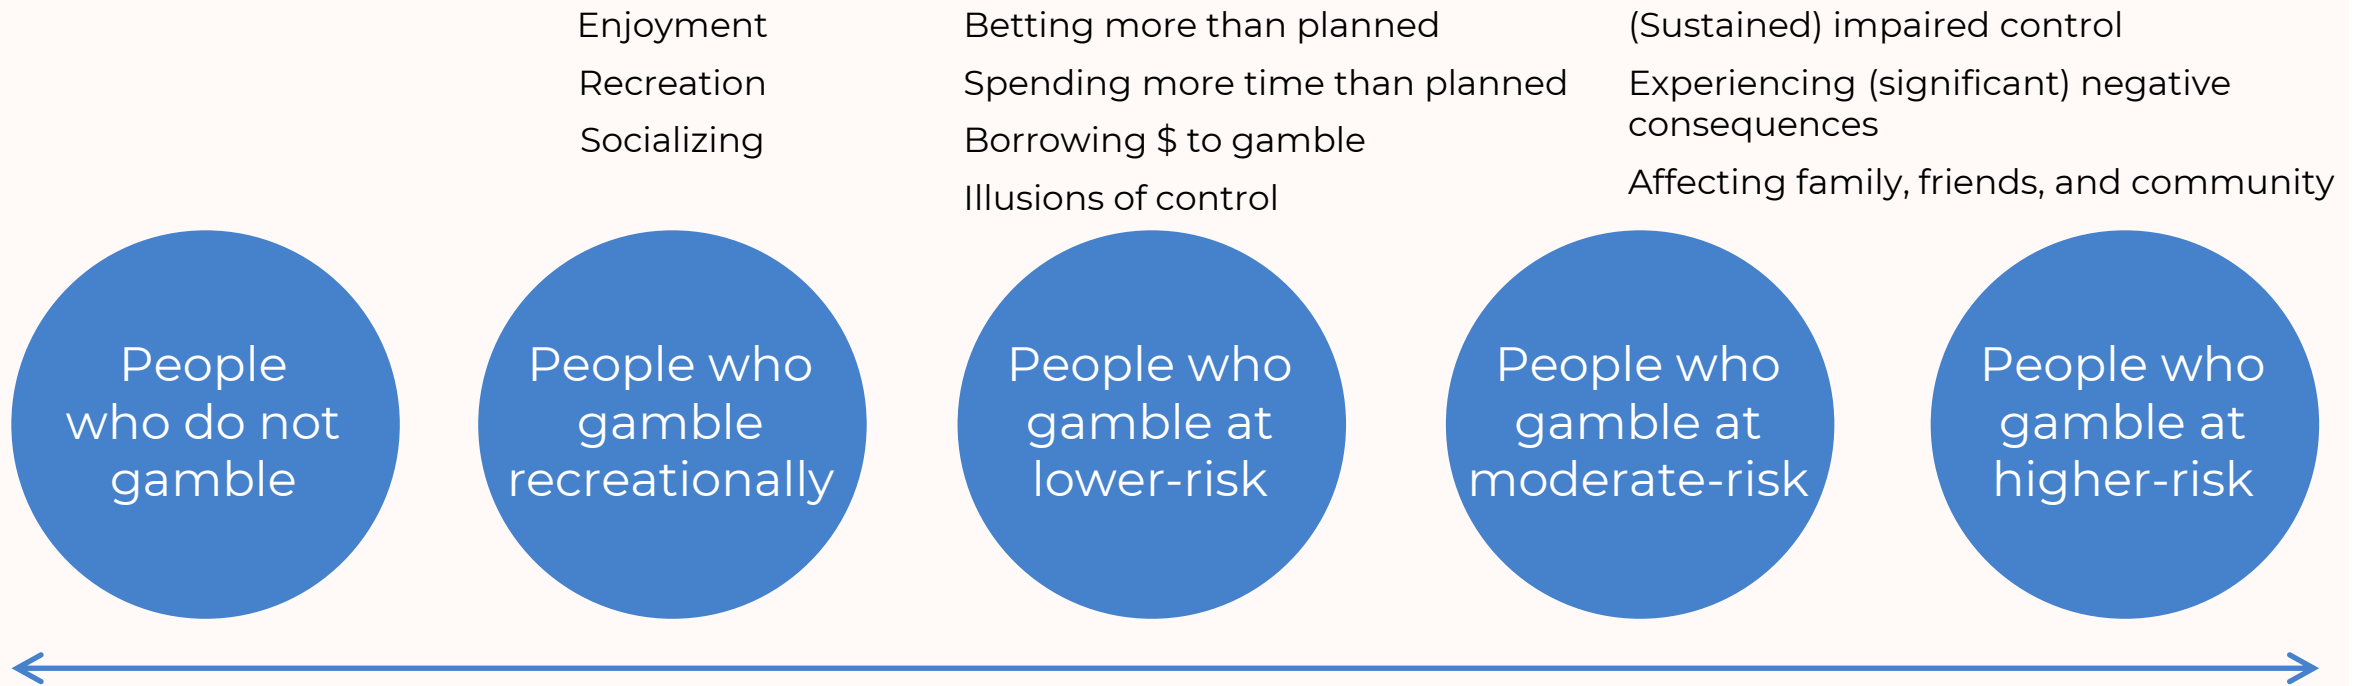 Enjoyment
Recreation
Socializing
Betting more than planned
Spending more time than planned
Borrowing $ to gamble
Illusions of control
(Sustained) impaired control
Experiencing (significant) negative
consequences
Affecting family, friends, and community
People
who do not
gamble
People who
gamble
recreationally
People who
gamble at
lower-risk
People who
gamble at
moderate-risk
People who
gamble at
higher-risk